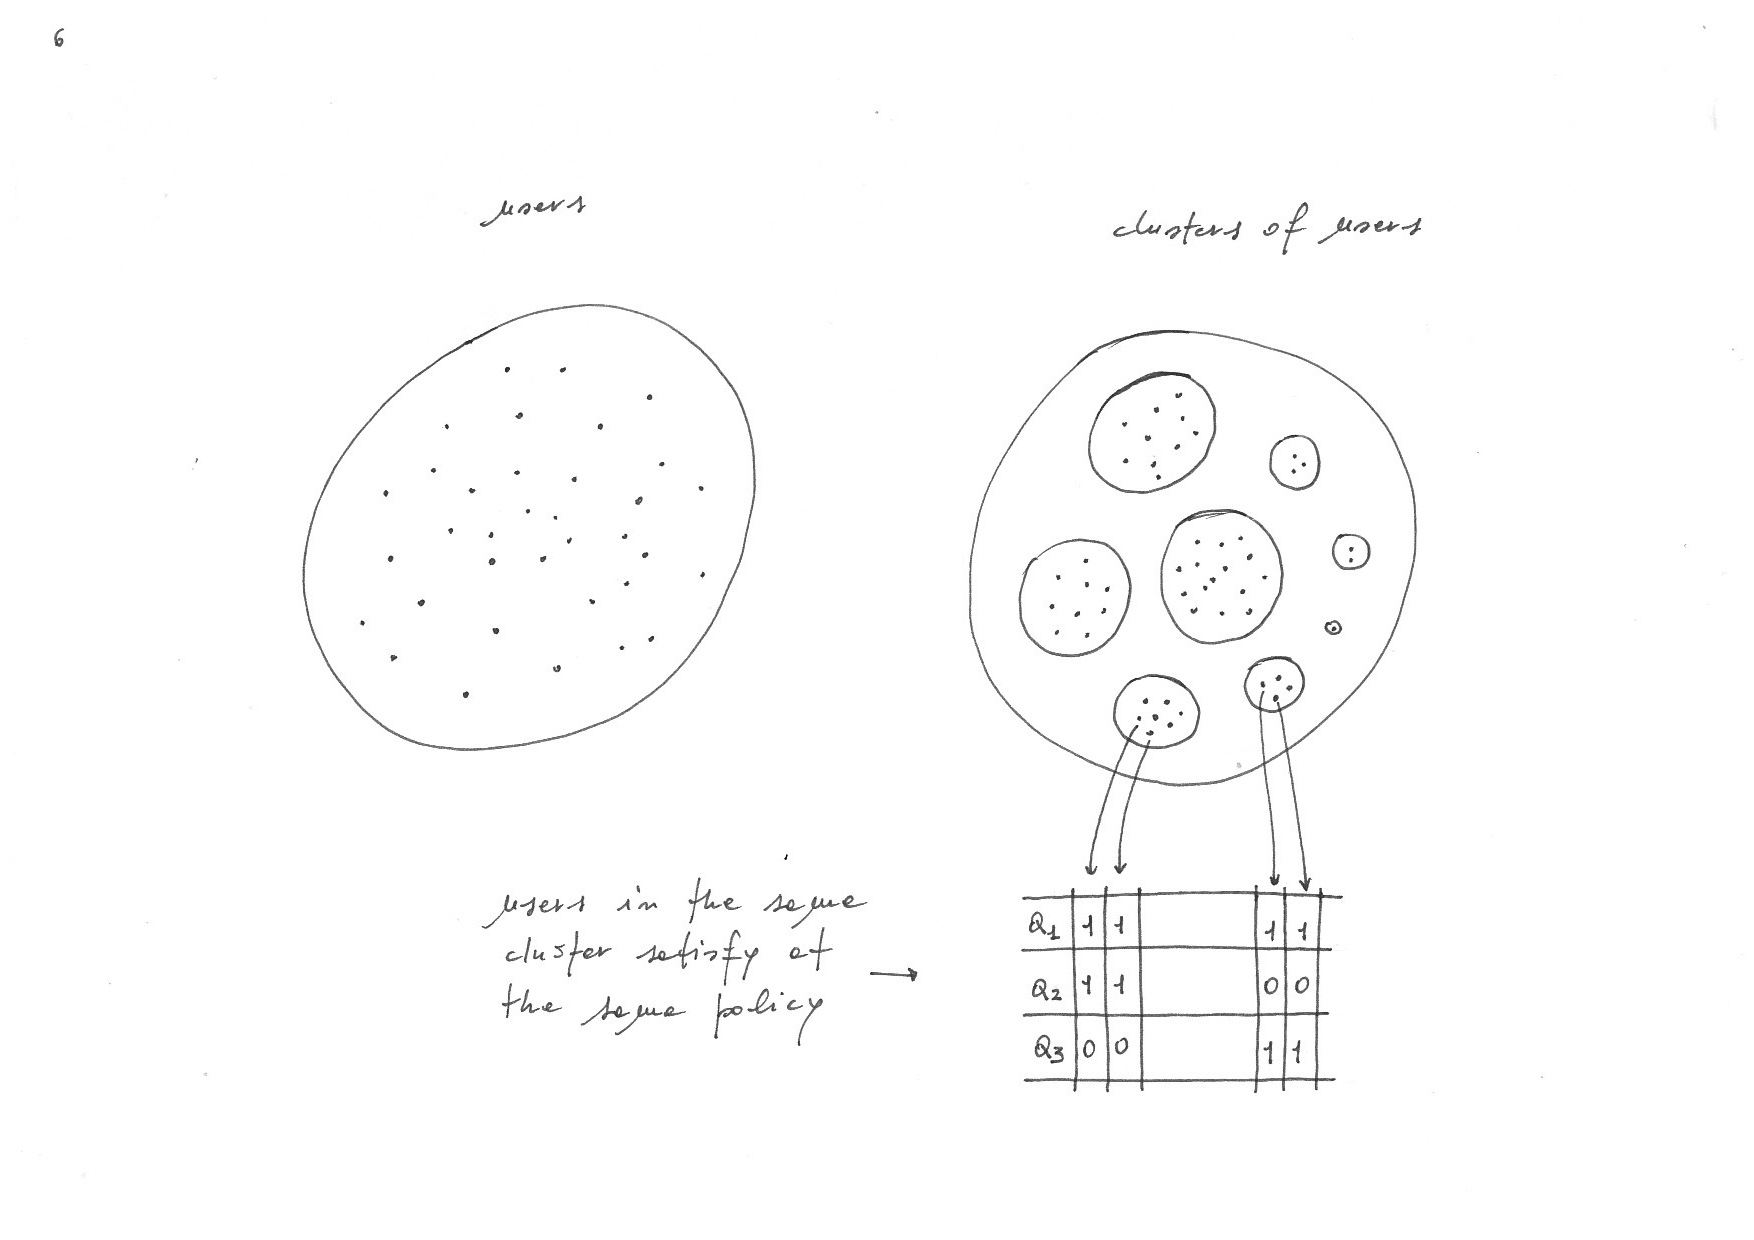 6
users
clusters of users
users in the same
cluster satisfy at
the same policy
Q1 1 1 1 1
Q2 1 1 0 0
Q3 0 0 1 1